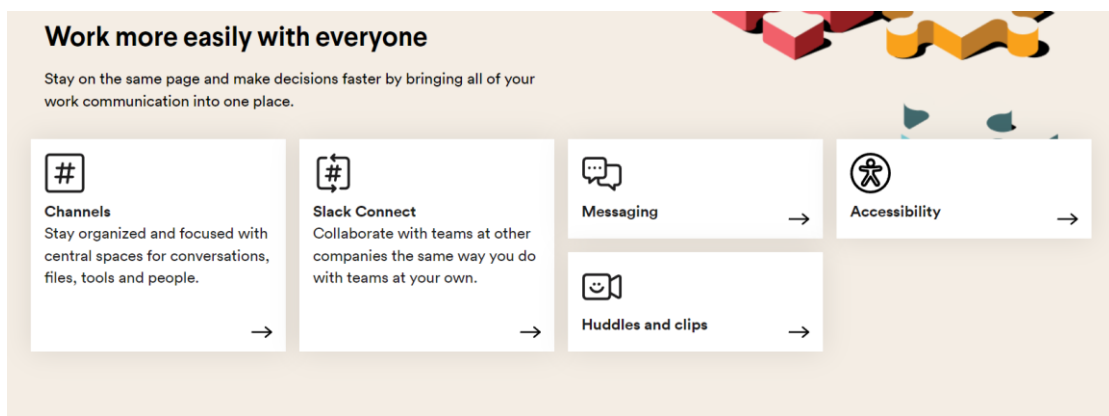 Work more easily with everyone
Stay on the same page and make decisions faster by bringing all of your
work communication into one place.
#
Channels
Stay organized and focused with
central spaces for conversations,
files, tools and people.
#
Slack Connect
Collaborate with teams at other
companies the same way you do
with teams at your own.
Messaging
Huddles and clips
Accessibility